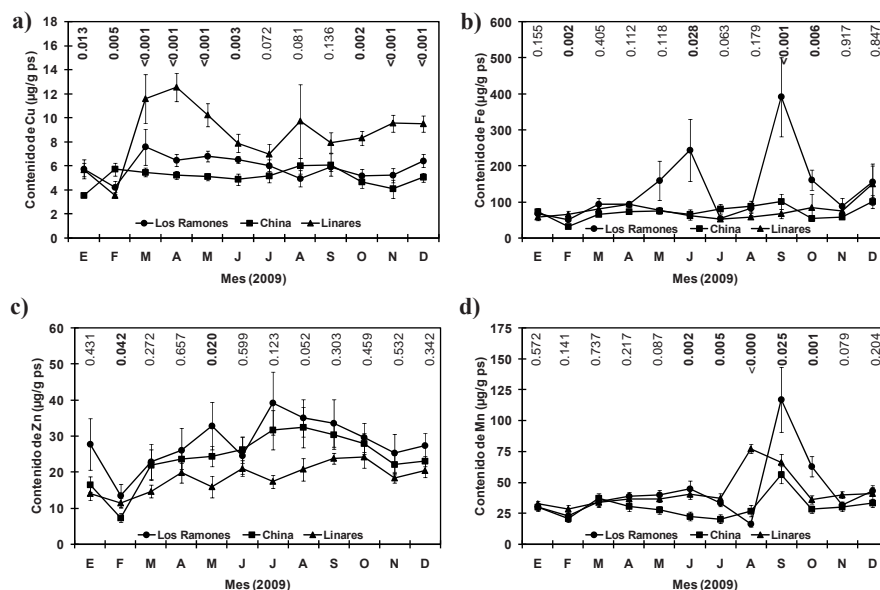 a)
18
16
14
12
10
8
6
4
2
0
Contenido de Cu (µg/g ps)
0.013 0.005 <0.001 <0.001 <0.001 0.003 0.072 0.081 0.136 0.002 <0.001 <0.001
Los Ramones China Linares
E F M A M J J A S O N D
Mes (2009)
b)
600
500
400
300
200
100
0
Contenido de Fe (µg/g ps)
0.155 0.002 0.405 0.112 0.118 0.028 0.063 0.179 <0.001 0.006 0.917 0.847
Los Ramones China Linares
E F M A M J J A S O N D
Mes (2009)
c)
60
50
40
30
20
10
0
Contenido de Zn (µg/g ps)
0.431 0.042 0.272 0.657 0.020 0.599 0.123 0.052 0.303 0.459 0.532 0.342
Los Ramones China Linares
E F M A M J J A S O N D
Mes (2009)
d)
175
150
125
100
75
50
25
0
Contenido de Mn (µg/g ps)
0.572 0.141 0.737 0.217 0.087 0.002 0.005 <0.000 0.025 0.001 0.079 0.204
Los Ramones China Linares
E F M A M J J A S O N D
Mes (2009)